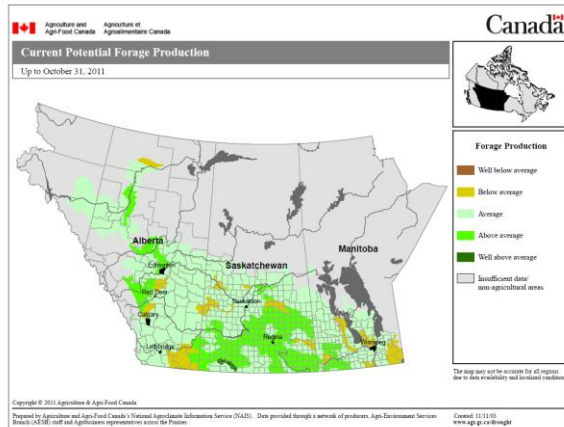 Agriculture and Agri-Food Canada
Agriculture et Agroalimentaire Canada
Canada
Current Potential Forage Production
Up to October 31, 2011
Forage Production
Well below average
Below average
Average
Above average
Well above average
Insufficient data/
non-agricultural areas
Alberta
Saskatchewan
Manitoba
Edmonton
Red Deer
Calgary
Lethbridge
Saskatoon
Regina
Winnipeg
The map may not be accurate for all regions
due to data availability and localized conditions.
Copyright © 2011 Agriculture & Agri-Food Canada
Prepared by Agriculture and Agri-Food Canada's National Agroclimate Information Service (NAIS). Data provided through a network of producers, Agri-Environment Services
Branch (AESB) staff and Agribusiness representatives across the Prairies
Created: 11/11/03
www.agr.gc.ca/drought